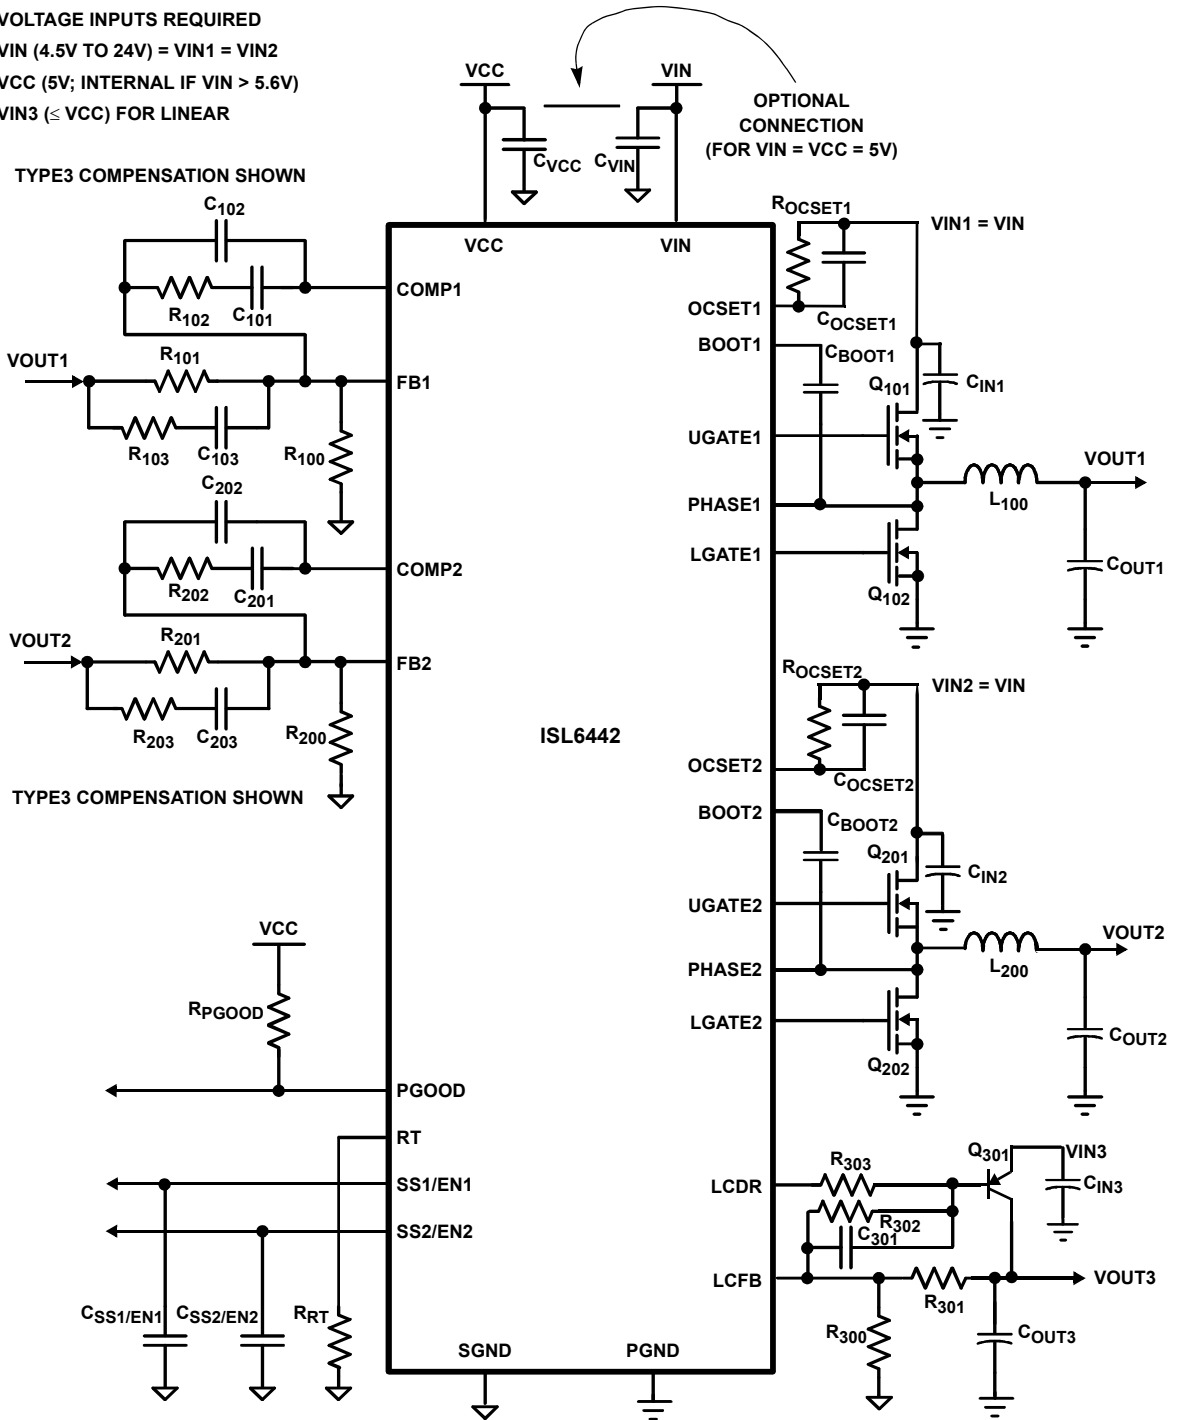 VOLTAGE INPUTS REQUIRED
VIN (4.5V TO 24V) = VIN1 = VIN2
VCC (5V; INTERNAL IF VIN > 5.6V)
VIN3 (≤ VCC) FOR LINEAR
VCC
VIN
OPTIONAL
CONNECTION
(FOR VIN = VCC = 5V)
CVCC
CVIN
TYPE3 COMPENSATION SHOWN
C102
R102
C101
VOUT1
R101
R103
C103
R100
C202
R202
C201
VOUT2
R201
R203
C203
R200
TYPE3 COMPENSATION SHOWN
VCC
RPGOOD
CSS1/EN1
CSS2/EN2
RRT
VCC
VIN
COMP1
FB1
COMP2
FB2
ISL6442
PGOOD
RT
SS1/EN1
SS2/EN2
SGND
PGND
OCSET1
BOOT1
UGATE1
PHASE1
LGATE1
OCSET2
BOOT2
UGATE2
PHASE2
LGATE2
LCDR
LCFB
ROCSET1
VIN1 = VIN
COCSET1
CBOOT1
Q101
CIN1
VOUT1
L100
COUT1
Q102
ROCSET2
VIN2 = VIN
COCSET2
CBOOT2
Q201
CIN2
VOUT2
L200
COUT2
Q202
Q301
VIN3
R303
CIN3
R302
C301
VOUT3
R301
R300
COUT3